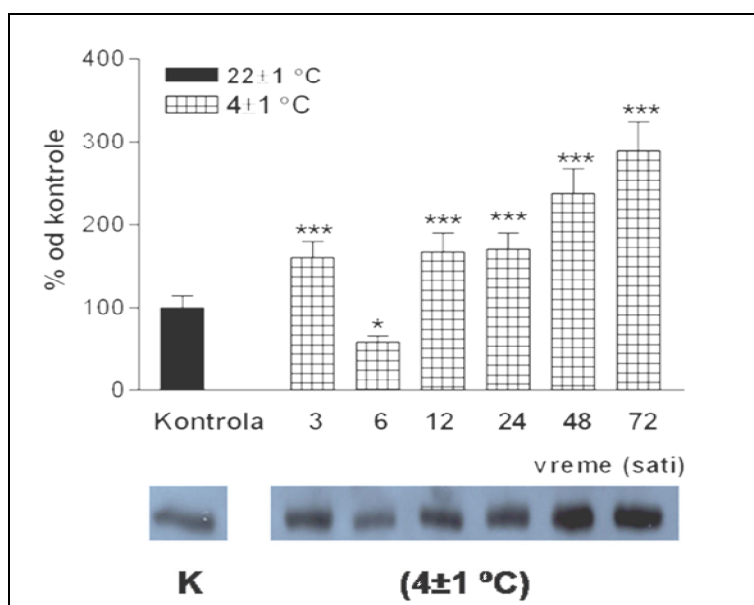 400
300
200
100
0
% od kontrole
22±1 °C
4±1 °C
***
*
***
***
***
***
Kontrola 3 6 12 24 48 72
vreme (sati)
K (4±1 ºC)